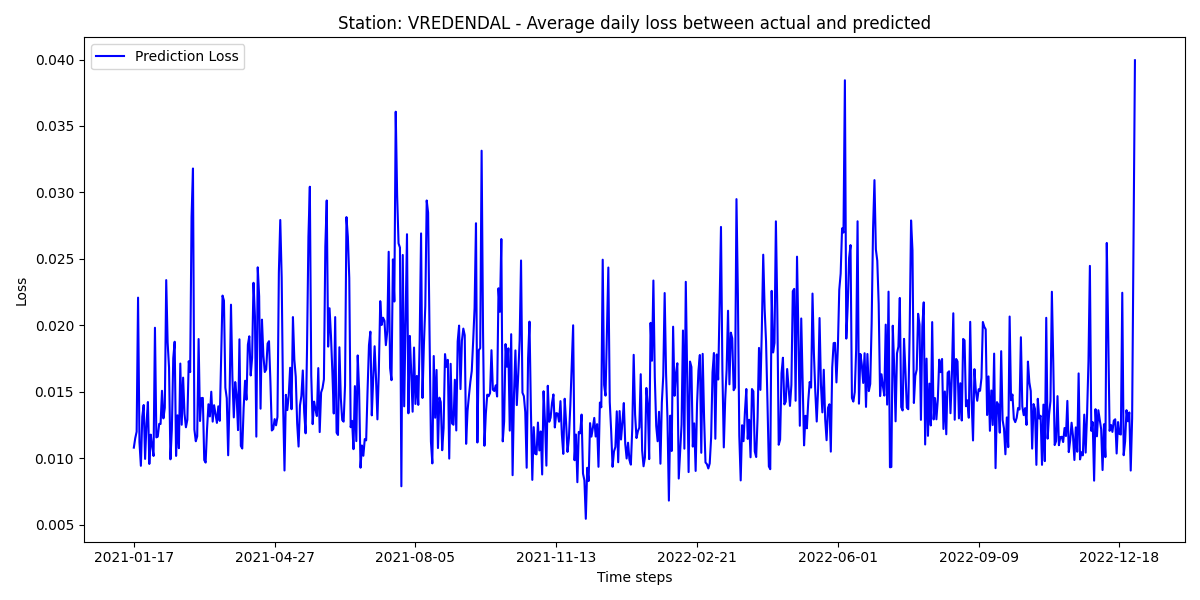 Station: VREDENDAL - Average daily loss between actual and predicted
Prediction Loss
0.040
0.035
0.030
0.025
0.020
0.015
0.010
0.005
Loss
2021-01-17 2021-04-27 2021-08-05 2021-11-13 2022-02-21 2022-06-01 2022-09-09 2022-12-18
Time steps